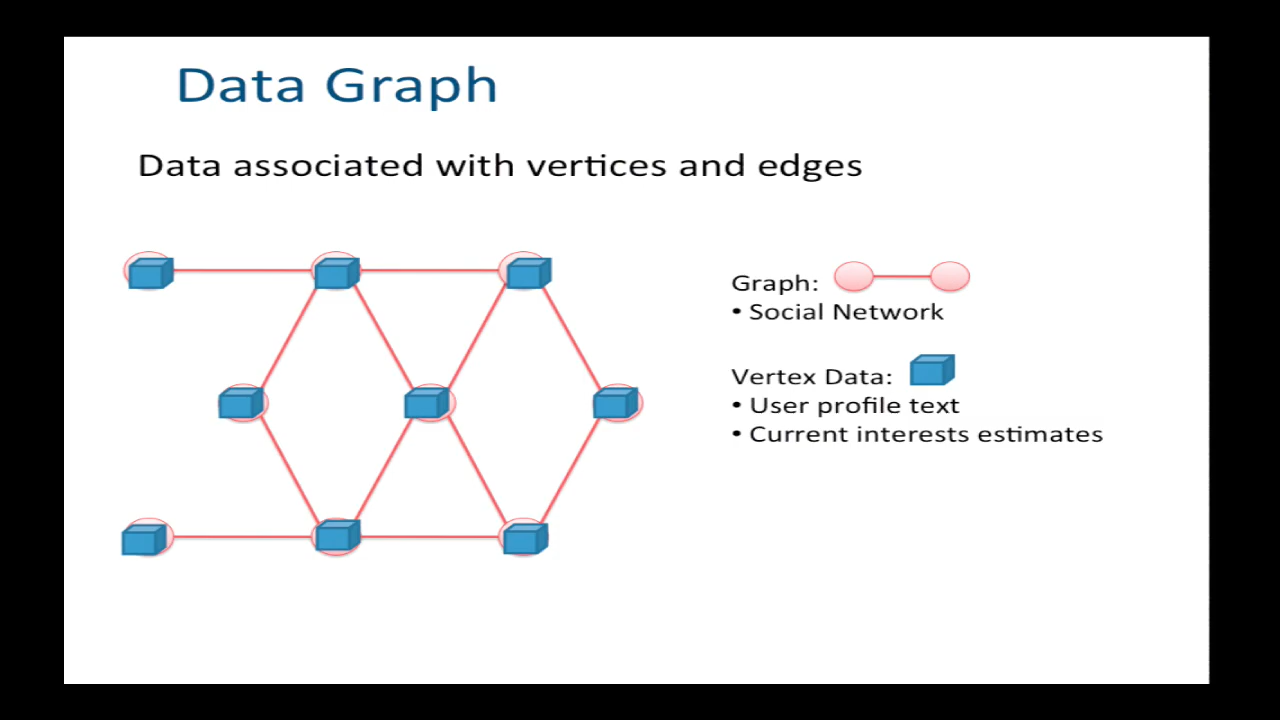 Data Graph
Data associated with vertices and edges
Graph:
• Social Network
Vertex Data:
• User profile text
• Current interests estimates